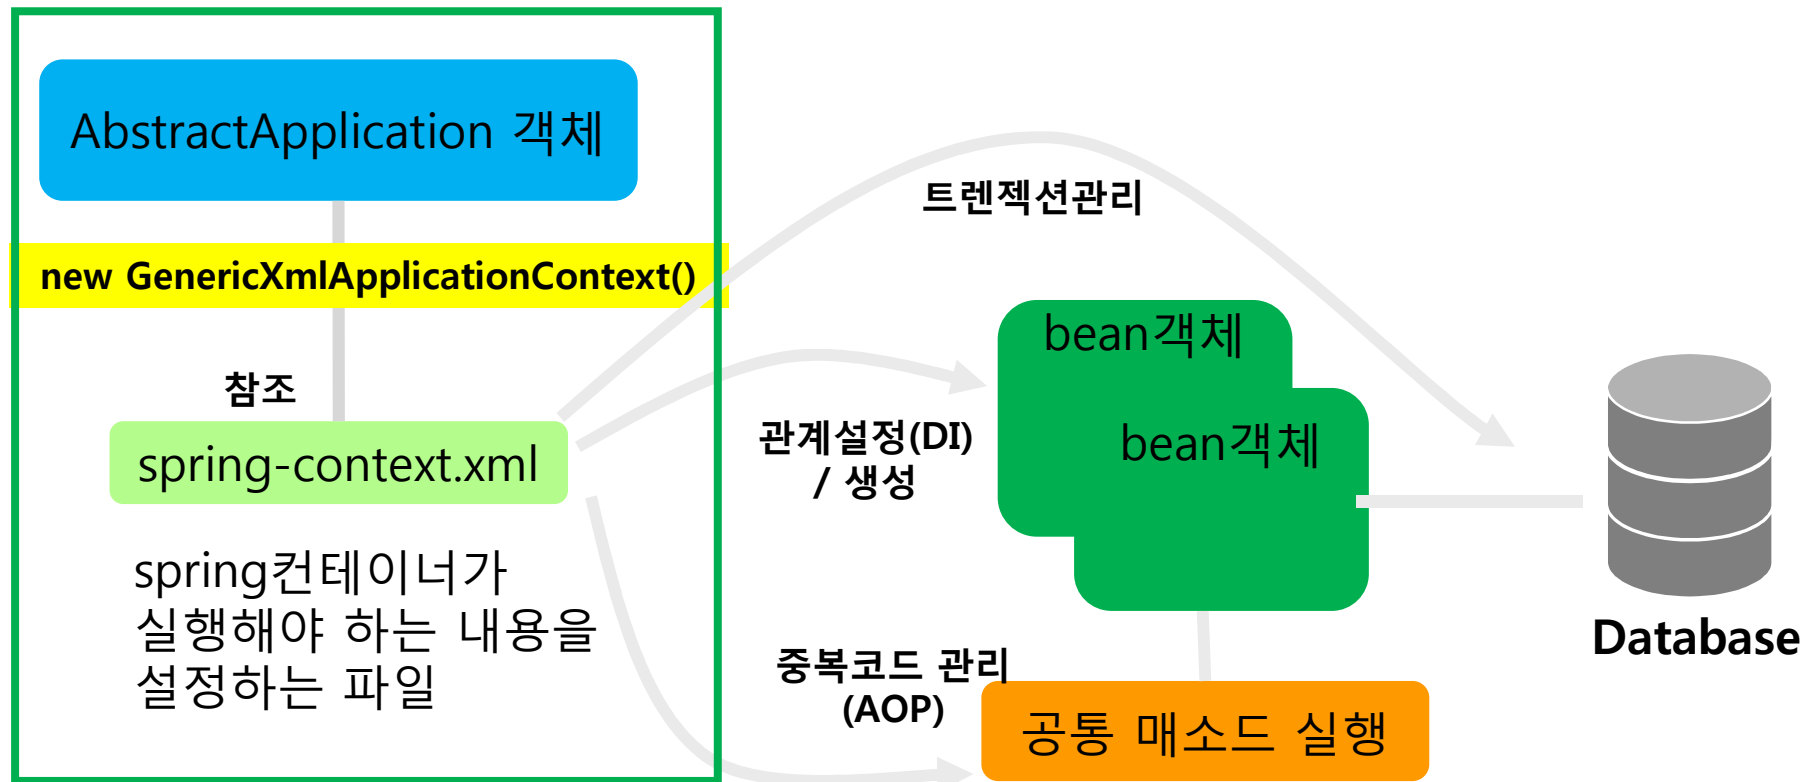 AbstractApplication 객체
new GenericXmlApplicationContext()
참조
spring-context.xml
spring컨테이너가
실행해야 하는 내용을
설정하는 파일
트렌젝션관리
관계설정(DI)
/ 생성
bean객체
bean객체
중복코드 관리
(AOP)
공통 매소드 실행
Database